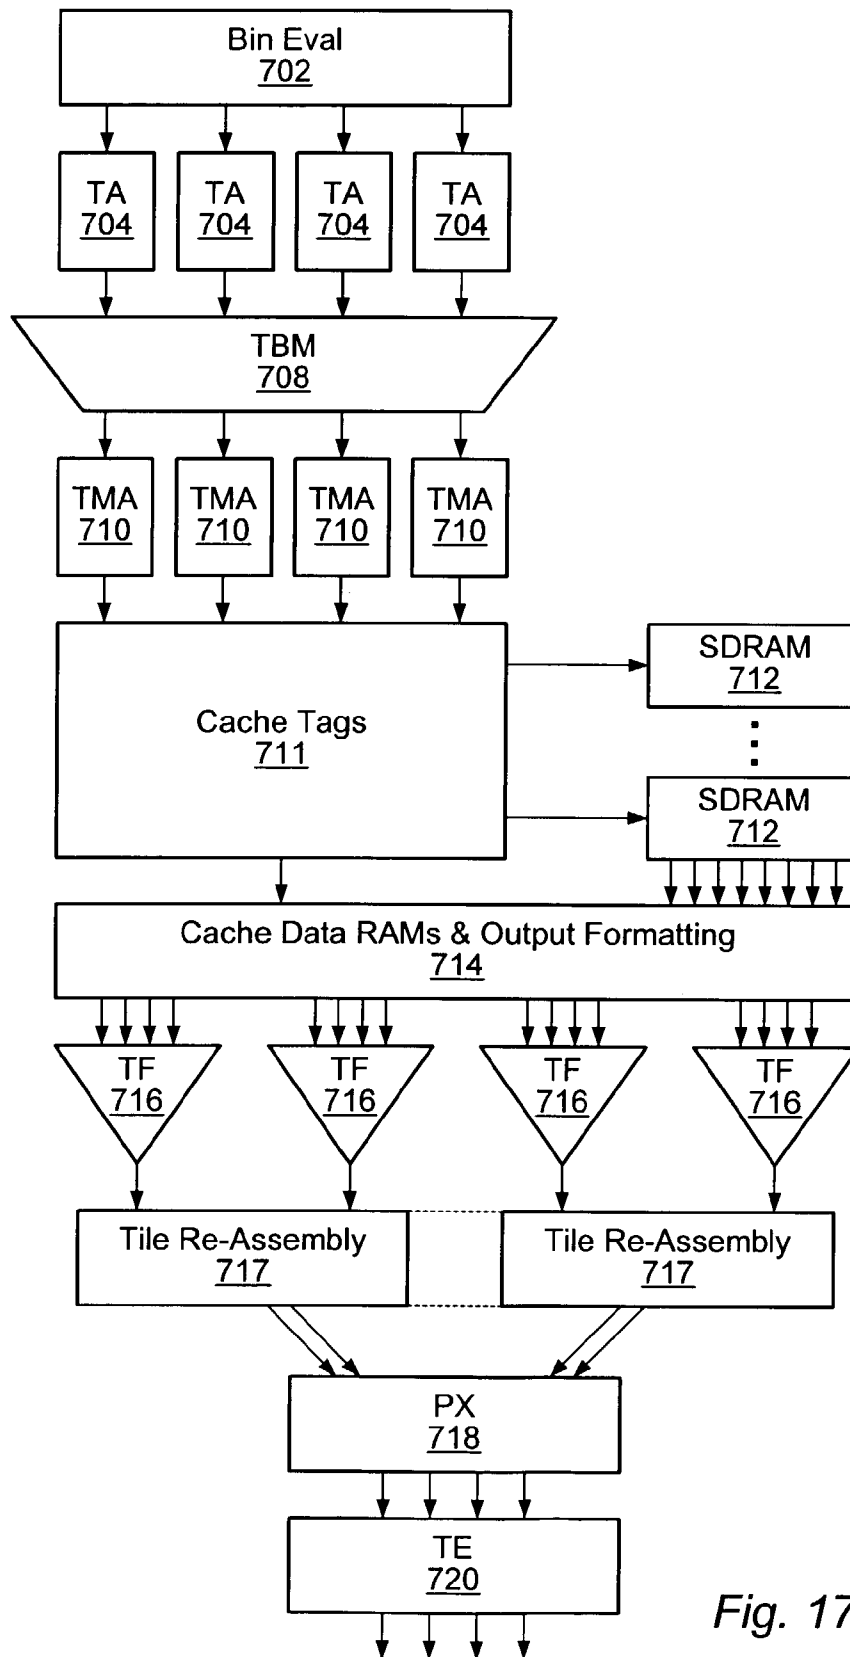 Bin Eval
702
TA
704
TA
704
TA
704
TA
704
TBM
708
TMA
710
TMA
710
TMA
710
TMA
710
Cache Tags
711
SDRAM
712
SDRAM
712
Cache Data RAMs & Output Formatting
714
TF
716
TF
716
TF
716
TF
716
Tile Re-Assembly
717
Tile Re-Assembly
717
PX
718
TE
720
Fig. 17